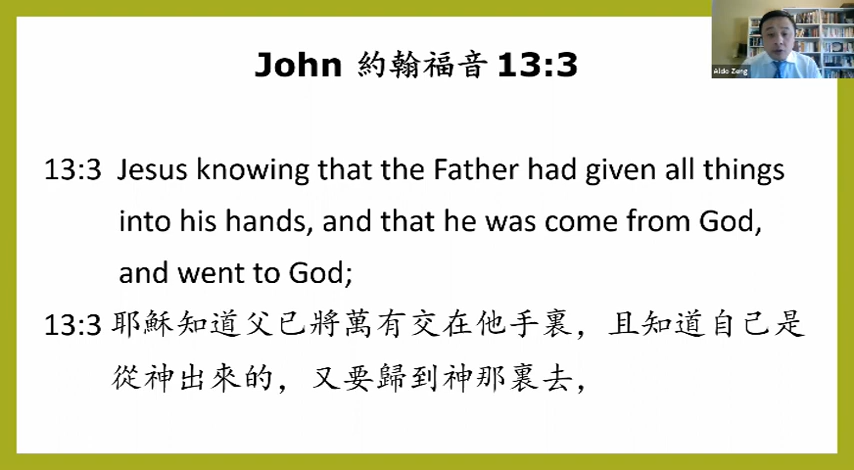 John 約翰福音 13:3
Aldo Zeng
13:3 Jesus knowing that the Father had given all things
into his hands, and that he was come from God,
and went to God;
13:3 耶穌知道父已將萬有交在他手裏，且知道自己是
從神出來的，又要歸到神那裏去，